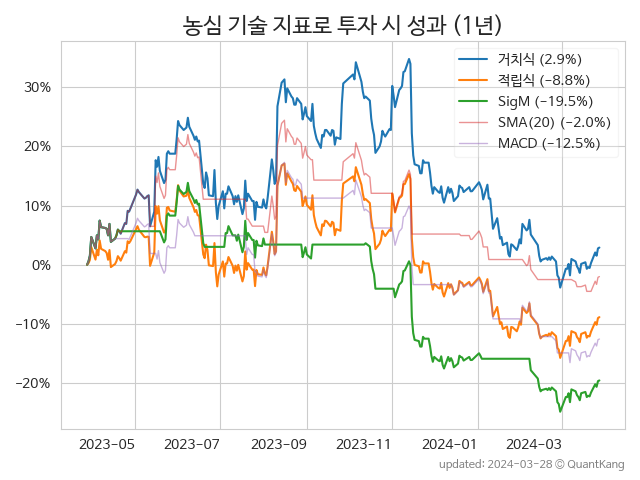 농심 기술 지표로 투자 시 성과 (1년)
거치식 (2.9%)
적립식 (−8.8%)
SigM (−19.5%)
SMA(20) (−2.0%)
MACD (−12.5%)
30%
20%
10%
0%
−10%
−20%
2023-05 2023-07 2023-09 2023-11 2024-01 2024-03
updated: 2024-03-28 © QuantKang